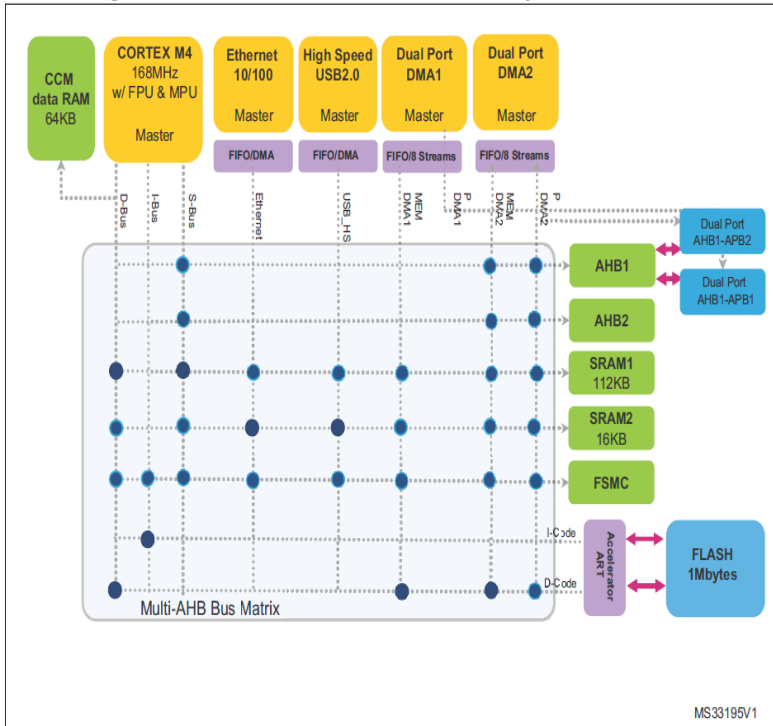 CCM
data RAM
64KB
CORTEX M4
168MHz
w/ FPU & MPU
Master
Ethernet
10/100
Master
High Speed
USB2.0
Master
Dual Port
DMA1
Master
Dual Port
DMA2
Master
FIFO/DMA
FIFO/DMA
FIFO/8 Streams
FIFO/8 Streams
D-Bus
I-Bus
S-Bus
Ethernet
USB_HS
MEM
DMA1
P
DMA1
MEM
DMA2
P
DMA2
Dual Port
AHB1-APB2
Dual Port
AHB1-APB1
AHB1
AHB2
SRAM1
112KB
SRAM2
16KB
FSMC
I-Code
D-Code
Accelerator
ART
FLASH
1Mbytes
Multi-AHB Bus Matrix
MS33195V1